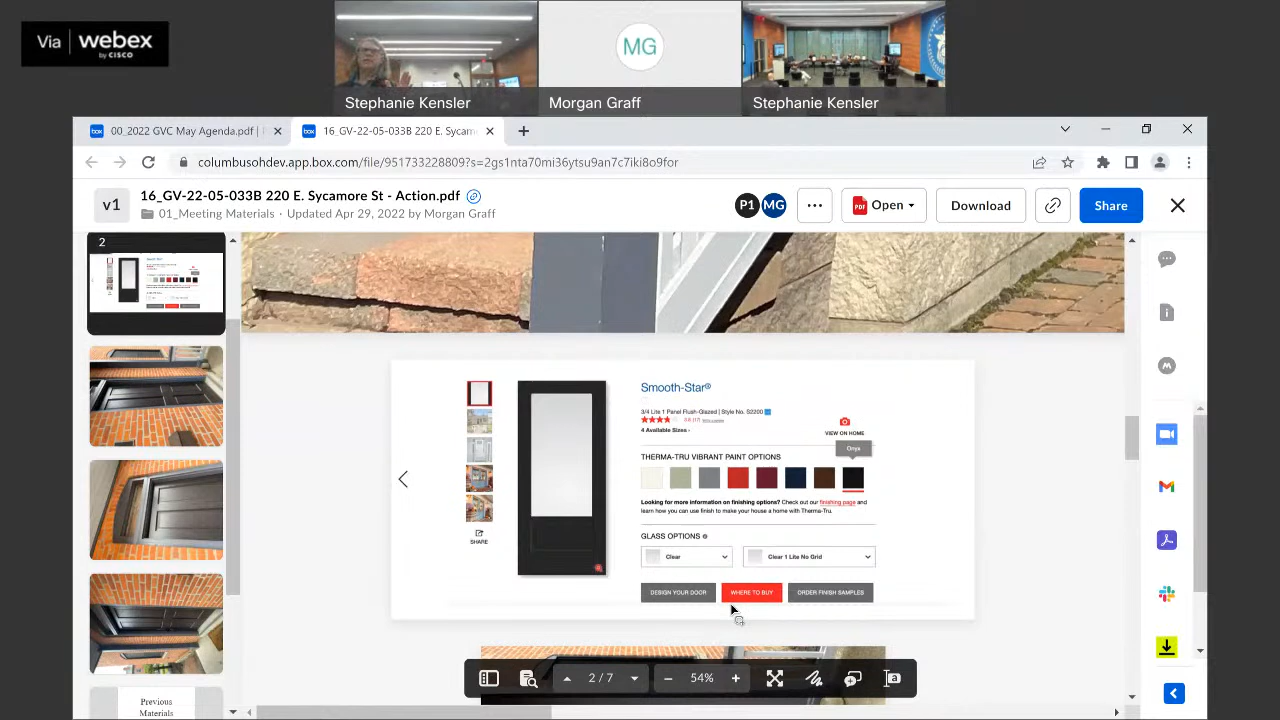 Via webex
by CISCO
MG
Stephanie Kensler
Morgan Graff
Stephanie Kensler
00_2022 GVC May Agenda.pdf |
16_GV-22-05-033B 220 E. Sycam
columbusohdev.app.box.com/file/951733228809?s=2gs1nta70mi36ytsu9an7c7iki8o9for
v1
16_GV-22-05-033B 220 E. Sycamore St - Action.pdf
01_Meeting Materials · Updated Apr 29, 2022 by Morgan Graff
P1
MG
Open
Download
Share
2
Smooth-Star®
3/4 Lite 1 Panel Flush-Glazed | Style No. S2200
4 Available Sizes
VIEW ON HOME
Onyx
THERMA-TRU VIBRANT PAINT OPTIONS
Looking for more information on finishing options? Check out our finishing page and
learn how you can use finish to make your house a home with Therma-Tru.
SHARE
GLASS OPTIONS
Clear
Clear 1 Lite No Grid
DESIGN YOUR DOOR
WHERE TO BUY
ORDER FINISH SAMPLES
Previous
Materials
2 / 7
54%